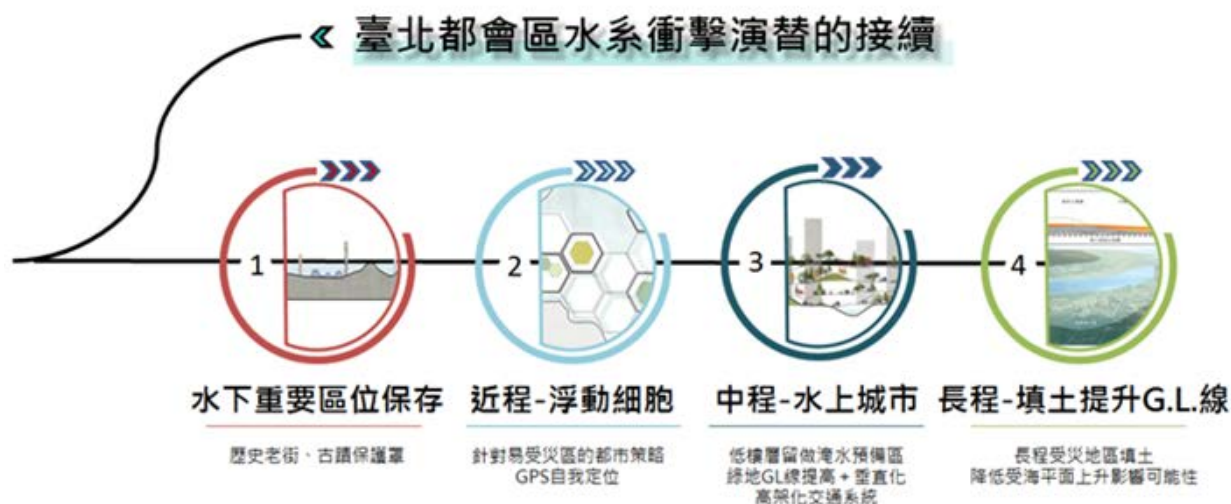 臺北都會區水系衝擊演替的接續
1
2
3
4
水下重要區位保存
歷史老街、古蹟保護罩
近程-浮動細胞
針對易受災區的都市策略
GPS自我定位
中程-水上城市
低樓層留做淹水預備區
綠地GL線提高+垂直化
高架化交通系統
長程-填土提升G.L.線
長程受災地區填土
降低受海平面上升影響可能性